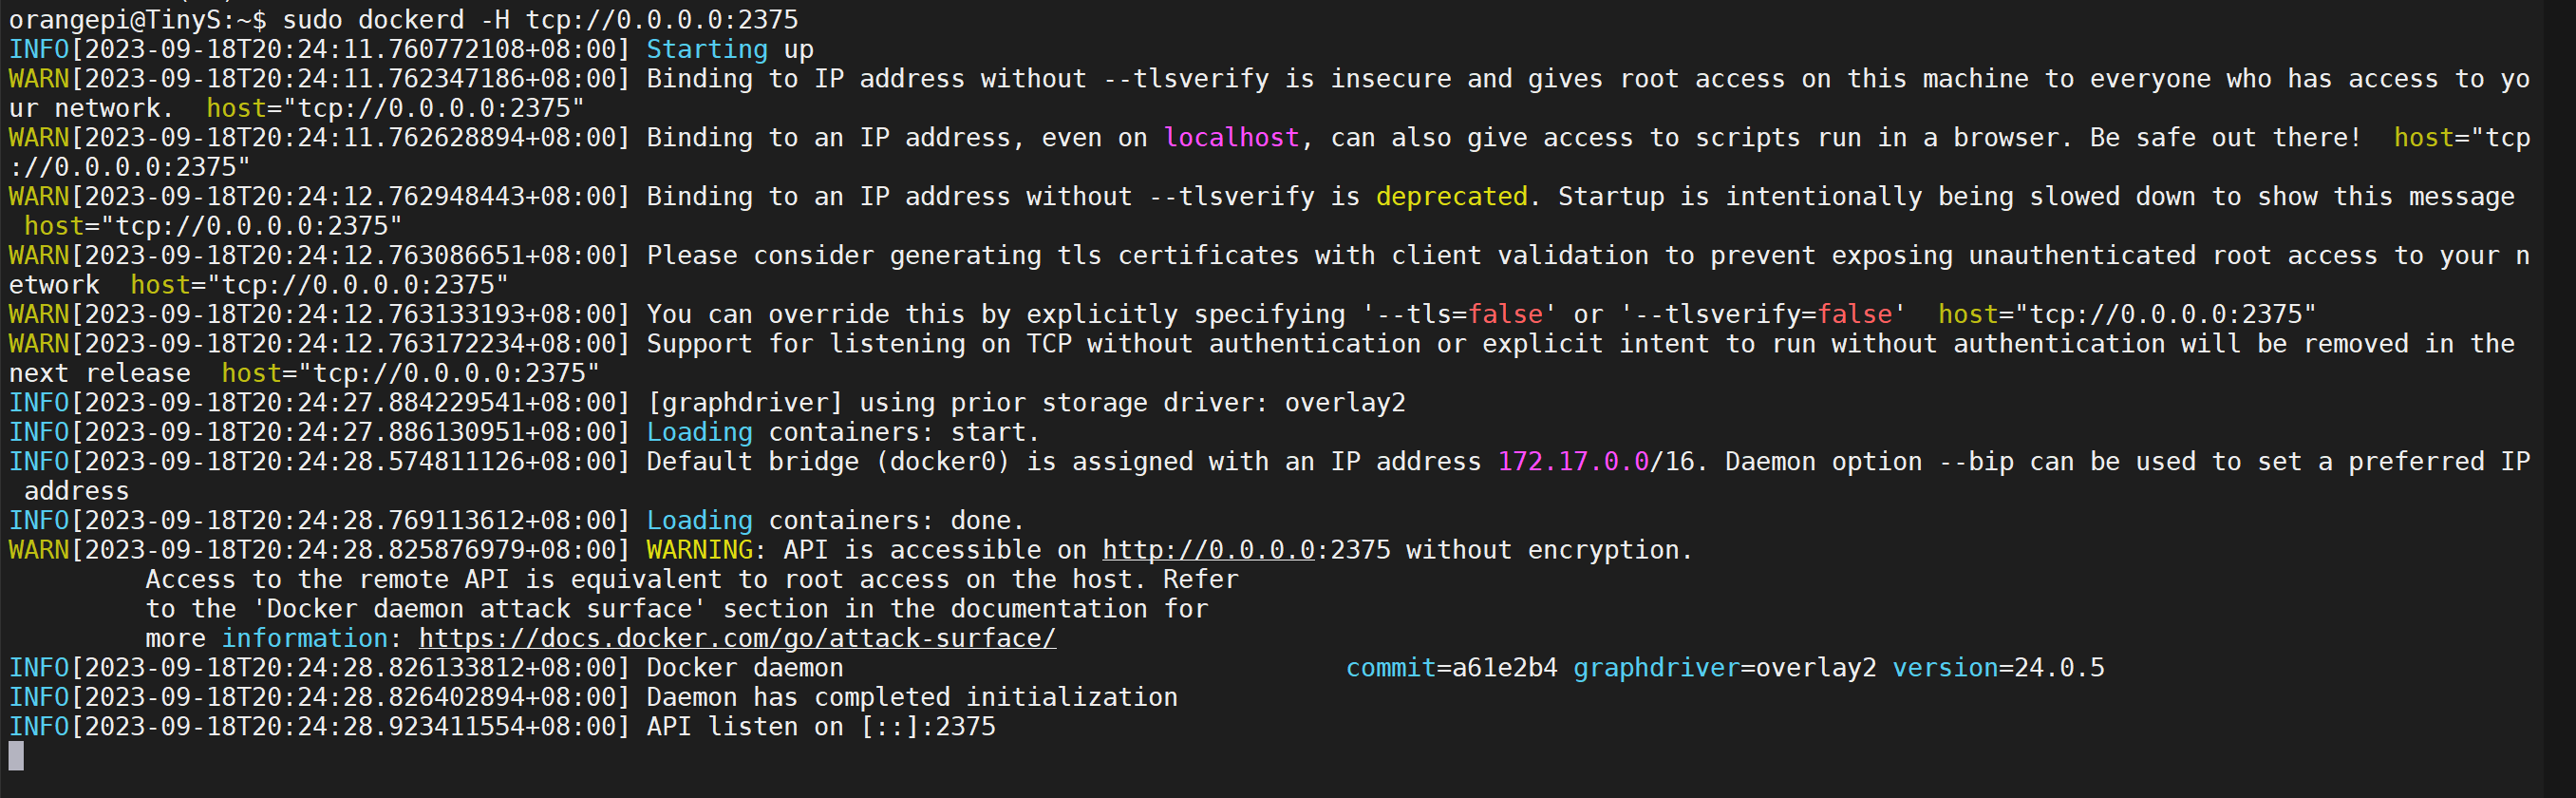 orangepi@TinyS:~$ sudo dockerd -H tcp://0.0.0.0:2375
INFO[2023-09-18T20:24:11.760772108+08:00] Starting up
WARN[2023-09-18T20:24:11.762347186+08:00] Binding to IP address without --tlsverify is insecure and gives root access on this machine to everyone who has access to yo
ur network.  host="tcp://0.0.0.0:2375"
WARN[2023-09-18T20:24:11.762628894+08:00] Binding to an IP address, even on localhost, can also give access to scripts run in a browser. Be safe out there!  host="tcp
://0.0.0.0:2375"
WARN[2023-09-18T20:24:12.762948443+08:00] Binding to an IP address without --tlsverify is deprecated. Startup is intentionally being slowed down to show this message
 host="tcp://0.0.0.0:2375"
WARN[2023-09-18T20:24:12.763086651+08:00] Please consider generating tls certificates with client validation to prevent exposing unauthenticated root access to your n
etwork  host="tcp://0.0.0.0:2375"
WARN[2023-09-18T20:24:12.763133193+08:00] You can override this by explicitly specifying '--tls=false' or '--tlsverify=false'  host="tcp://0.0.0.0:2375"
WARN[2023-09-18T20:24:12.763172234+08:00] Support for listening on TCP without authentication or explicit intent to run without authentication will be removed in the
next release  host="tcp://0.0.0.0:2375"
INFO[2023-09-18T20:24:27.884229541+08:00] [graphdriver] using prior storage driver: overlay2
INFO[2023-09-18T20:24:27.886130951+08:00] Loading containers: start.
INFO[2023-09-18T20:24:28.574811126+08:00] Default bridge (docker0) is assigned with an IP address 172.17.0.0/16. Daemon option --bip can be used to set a preferred IP
 address
INFO[2023-09-18T20:24:28.769113612+08:00] Loading containers: done.
WARN[2023-09-18T20:24:28.825876979+08:00] WARNING: API is accessible on http://0.0.0.0:2375 without encryption.
         Access to the remote API is equivalent to root access on the host. Refer
         to the 'Docker daemon attack surface' section in the documentation for
         more information: https://docs.docker.com/go/attack-surface/
INFO[2023-09-18T20:24:28.826133812+08:00] Docker daemon                                 commit=a61e2b4 graphdriver=overlay2 version=24.0.5
INFO[2023-09-18T20:24:28.826402894+08:00] Daemon has completed initialization
INFO[2023-09-18T20:24:28.923411554+08:00] API listen on [::]:2375